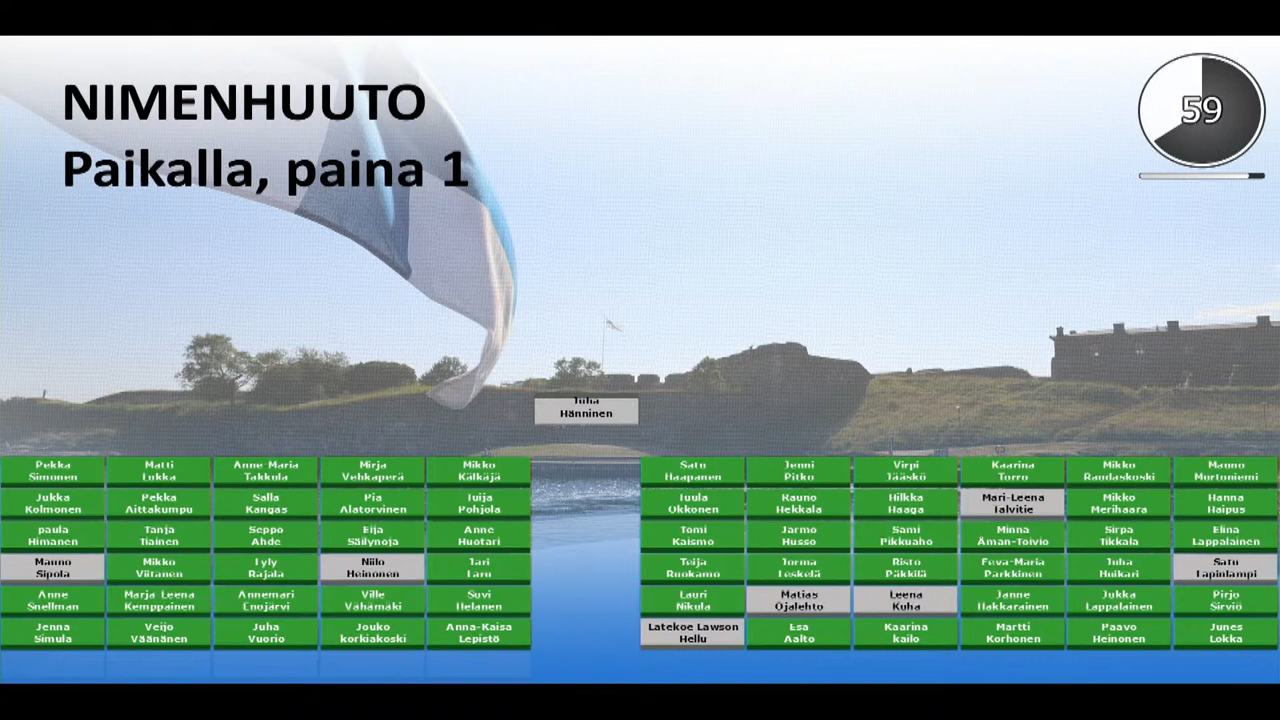 NIMENHUUTO
Paikalla, paina 1
59
Juha
Hänninen
Pekka Matti Anne-Maria Mirja Mikko Satu Jenni Virpi Kaarina Mikko Mauno
Simonen Lukka Takkula Vehkaperä Kälkäjä Haapanen Pitko Jääskö Torro Raudaskoski Murtoniemi
Jukka Pekka Salla Pia Tuija Tuula Rauno Hilkka Mari-Leena Mikko Hanna
Kolmonen Aittakumpu Kangas Alatorvinen Pohjola Okkonen Hekkala Haaga Talvitie Merihaara Haipus
paula Tanja Seppo Eija Anne Tomi Jarmo Sami Minna Sirpa Elina
Himanen Tiainen Ahde Säilynoja Huotari Kaismo Husso Pikkuaho Åman-Toivio Tikkala Lappalainen
Mauno Mikko Lyly Niilo Jari Teija Jorma Risto Eeva-Maria Juha Satu
Sipola Viitanen Rajala Heinonen Laru Ruokamo Leskelä Päkkilä Parkkinen Huikari Lapinlampi
Anne Marja-Leena Annemari Ville Suvi Lauri Matias Leena Janne Jukka Pirjo
Snellman Kemppainen Enojärvi Vähämäki Helanen Nikula Ojalehto Kuha Hakkarainen Lappalainen Sirviö
Jenna Veijo Juha Jouko Anna-Kaisa Latekoe Lawson Esa Kaarina Martti Paavo Junes
Simula Väänänen Vuorio korkiakoski Lepistö Hellu Aalto kailo Korhonen Heinonen Lokka